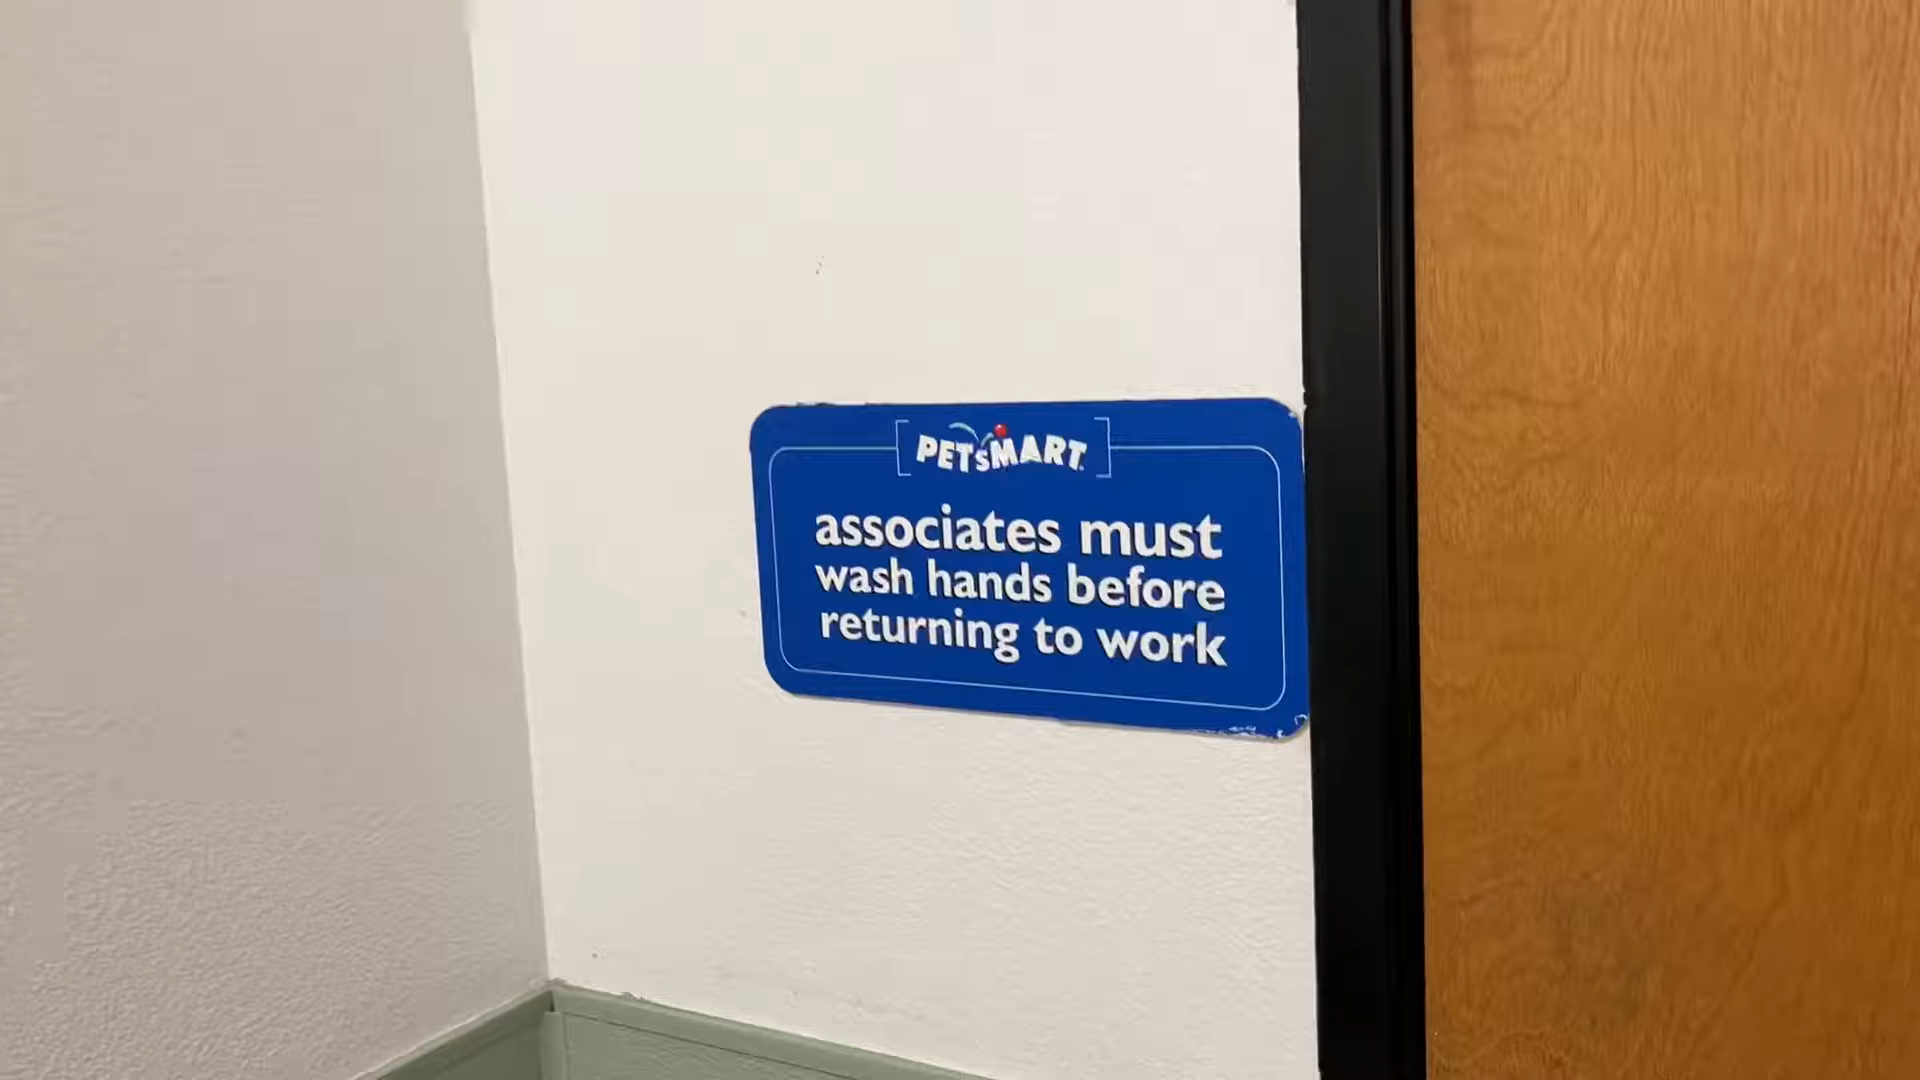 PETsMART
associates must
wash hands before
returning to work